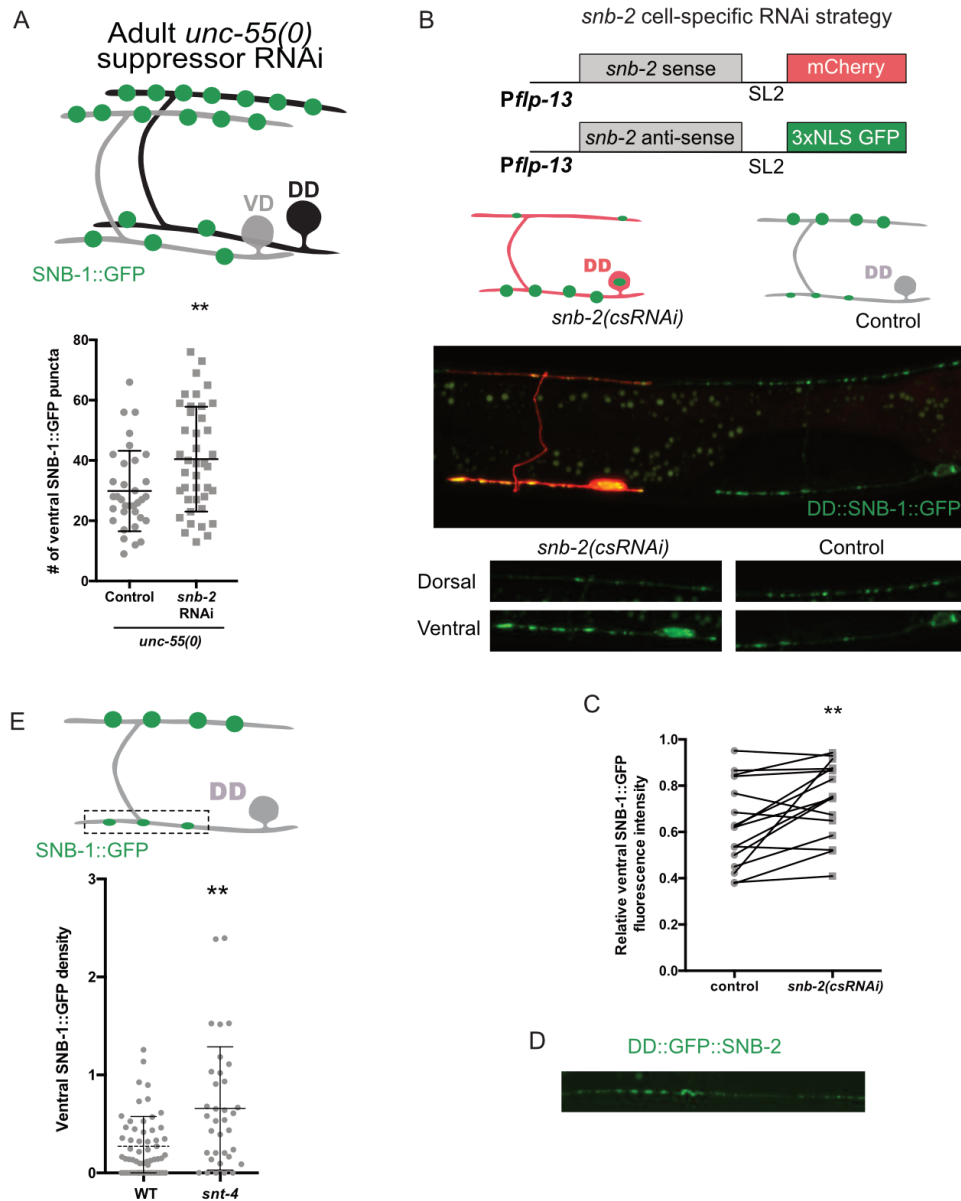 A
Adult unc-55(0)
suppressor RNAi
VD
DD
SNB-1::GFP
**
# of ventral SNB-1::GFP puncta
80
60
40
20
0
Control
snb-2
RNAi
unc-55(0)
B
snb-2 cell-specific RNAi strategy
snb-2 sense
mCherry
SL2
Pflp-13
snb-2 anti-sense
3xNLS GFP
SL2
Pflp-13
DD
snb-2(csRNAi)
DD
Control
DD::SNB-1::GFP
snb-2(csRNAi)
Control
Dorsal
Ventral
C
**
Relative ventral SNB-1::GFP
fluorescence intensity
1.0
0.8
0.6
0.4
0.2
0.0
control
snb-2(csRNAi)
D
DD::GFP::SNB-2
E
DD
SNB-1::GFP
**
Ventral SNB-1::GFP density
3
2
1
0
WT
snt-4